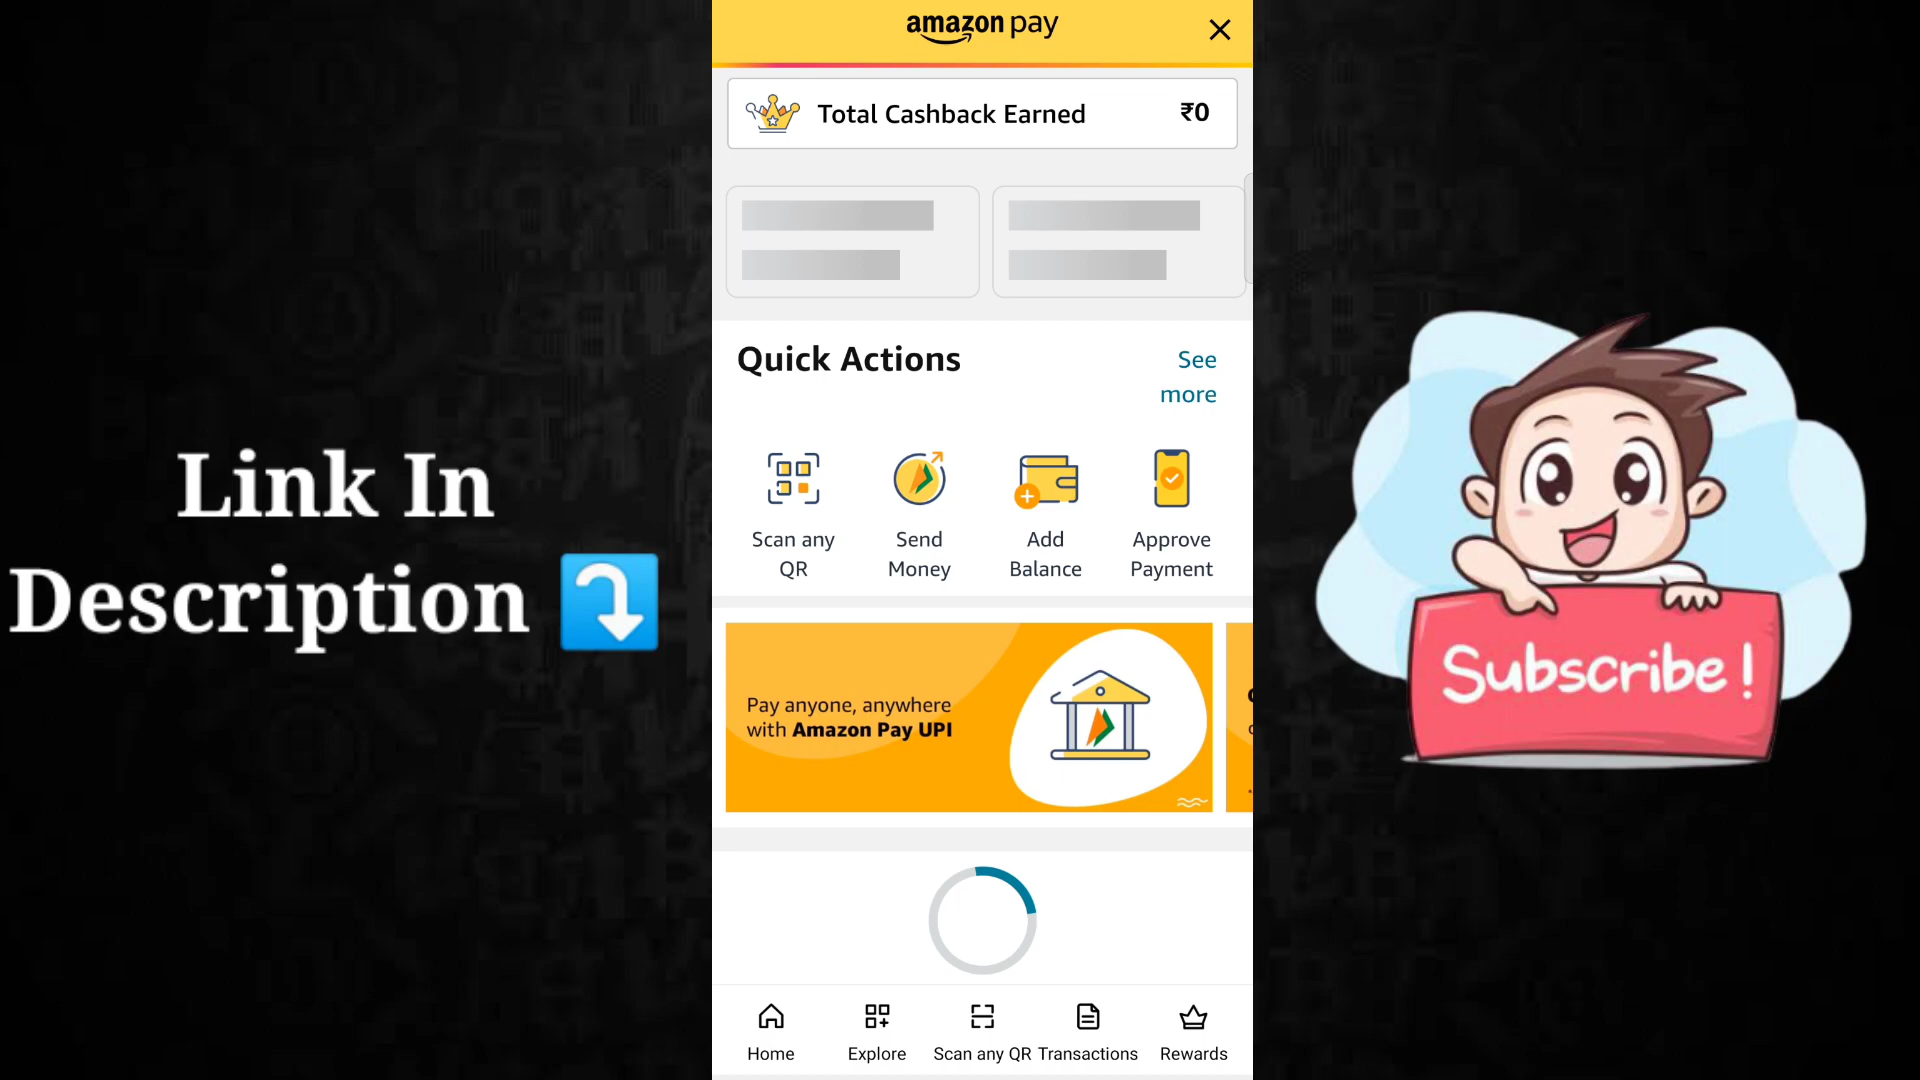 amazon pay
Total Cashback Earned ₹0
Quick Actions
See
more
Scan any
QR
Send
Money
Add
Balance
Approve
Payment
Pay anyone, anywhere
with Amazon Pay UPI
Home
Explore
Scan any QR
Transactions
Rewards
Link In
Description
Subscribe!